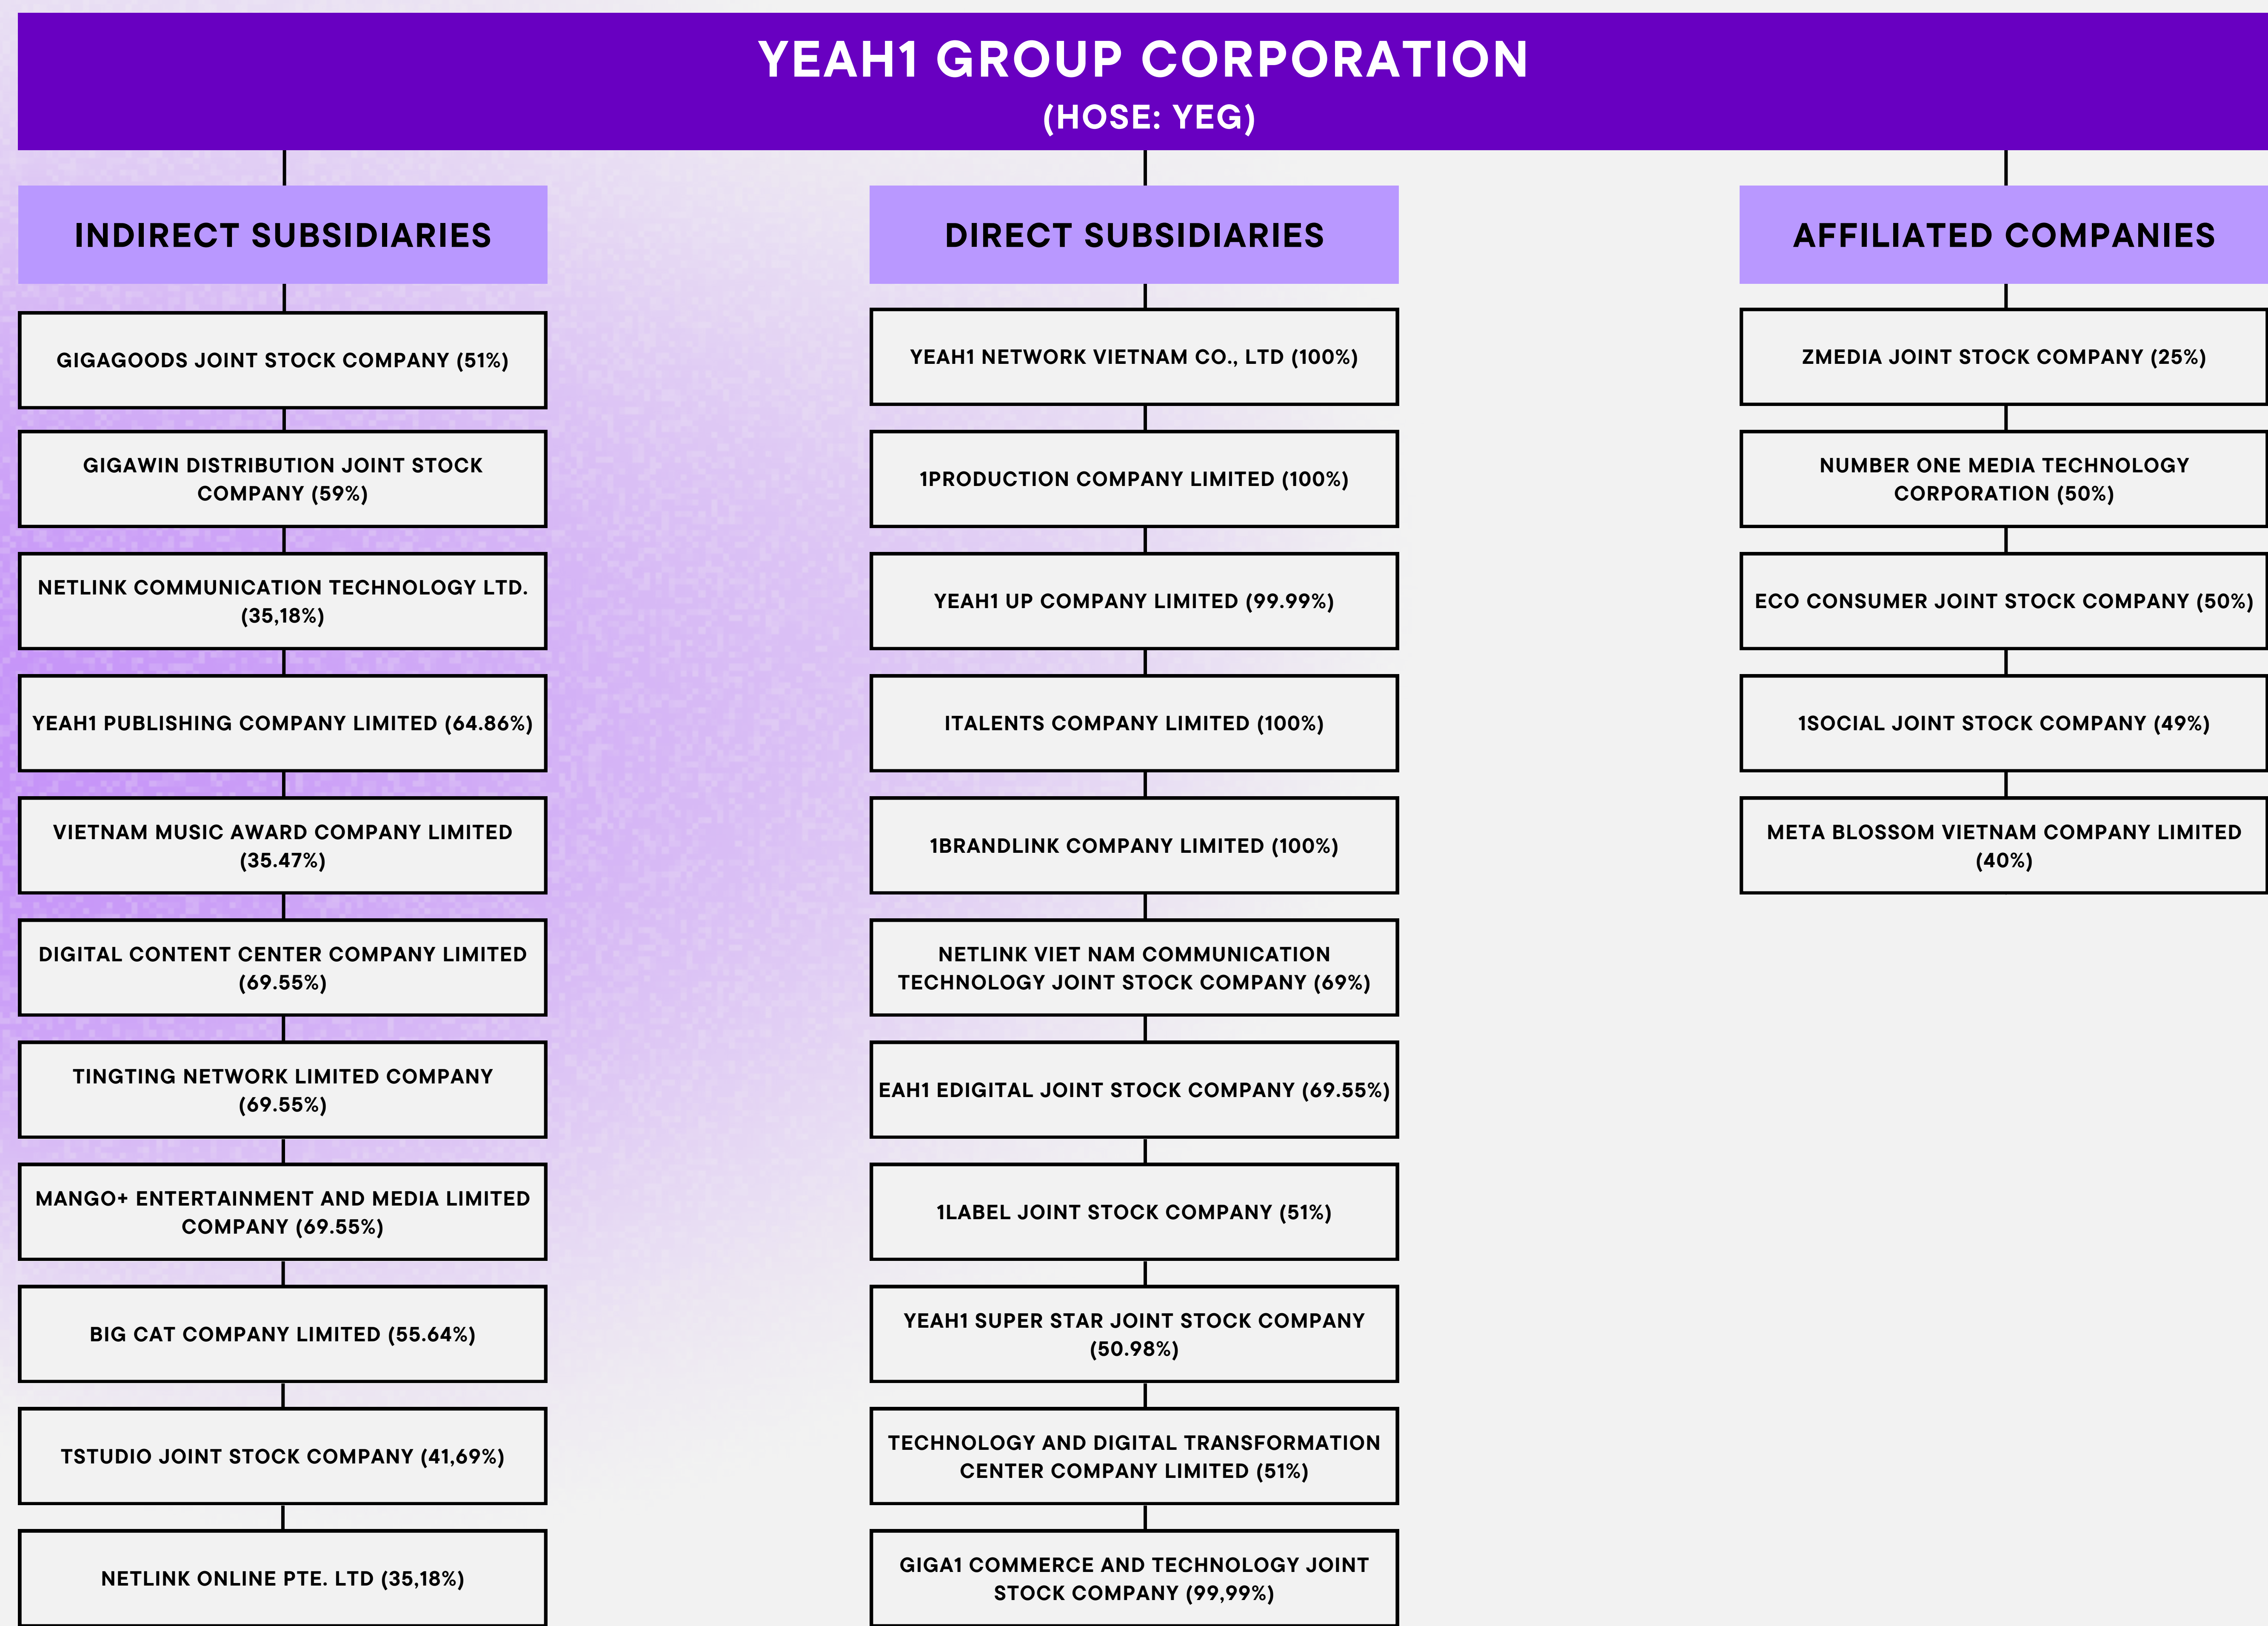 YEAH1 GROUP CORPORATION
(HOSE: YEG)
INDIRECT SUBSIDIARIES
GIGAGOODS JOINT STOCK COMPANY (51%)
GIGAWIN DISTRIBUTION JOINT STOCK
COMPANY (59%)
NETLINK COMMUNICATION TECHNOLOGY LTD.
(35,18%)
YEAH1 PUBLISHING COMPANY LIMITED (64.86%)
VIETNAM MUSIC AWARD COMPANY LIMITED
(35.47%)
DIGITAL CONTENT CENTER COMPANY LIMITED
(69.55%)
TINGTING NETWORK LIMITED COMPANY
(69.55%)
MANGO+ ENTERTAINMENT AND MEDIA LIMITED
COMPANY (69.55%)
BIG CAT COMPANY LIMITED (55.64%)
TSTUDIO JOINT STOCK COMPANY (41,69%)
NETLINK ONLINE PTE. LTD (35,18%)
DIRECT SUBSIDIARIES
YEAH1 NETWORK VIETNAM CO., LTD (100%)
1PRODUCTION COMPANY LIMITED (100%)
YEAH1 UP COMPANY LIMITED (99.99%)
ITALENTS COMPANY LIMITED (100%)
1BRANDLINK COMPANY LIMITED (100%)
NETLINK VIET NAM COMMUNICATION
TECHNOLOGY JOINT STOCK COMPANY (69%)
EAH1 EDIGITAL JOINT STOCK COMPANY (69.55%)
1LABEL JOINT STOCK COMPANY (51%)
YEAH1 SUPER STAR JOINT STOCK COMPANY
(50.98%)
TECHNOLOGY AND DIGITAL TRANSFORMATION
CENTER COMPANY LIMITED (51%)
GIGA1 COMMERCE AND TECHNOLOGY JOINT
STOCK COMPANY (99,99%)
AFFILIATED COMPANIES
ZMEDIA JOINT STOCK COMPANY (25%)
NUMBER ONE MEDIA TECHNOLOGY
CORPORATION (50%)
ECO CONSUMER JOINT STOCK COMPANY (50%)
1SOCIAL JOINT STOCK COMPANY (49%)
META BLOSSOM VIETNAM COMPANY LIMITED
(40%)